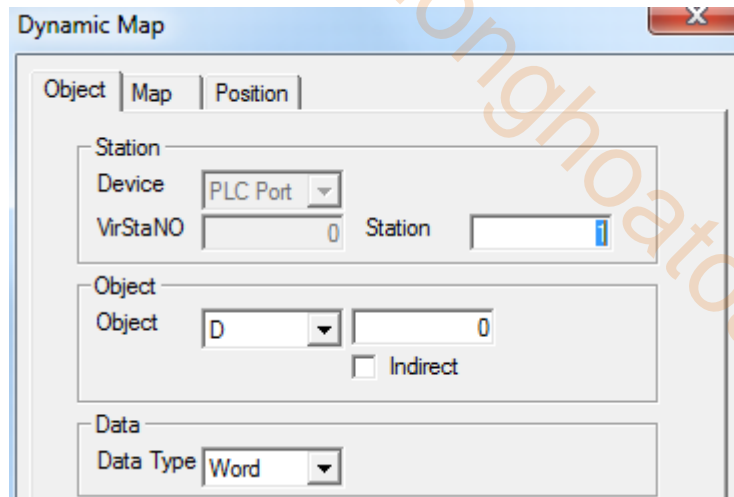 Dynamic Map
Object Map Position
Station
Device PLC Port
VirStaNO 0 Station 1
Object
Object D 0
Indirect
Data
Data Type Word